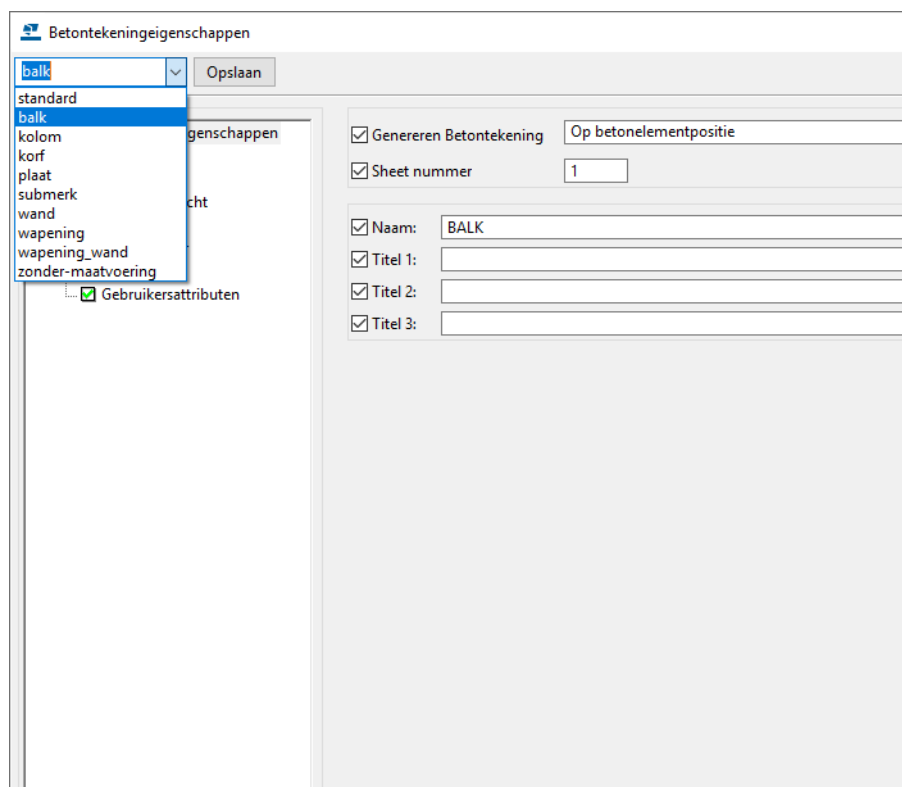 Betontekeningeigenschappen
balk
Opslaan
standard
balk
kolom
korf
plaat
submerk
wand
wapening
wapening_wand
zonder-maatvoering
genschappen
cht
Gebruikersattributen
Genereren Betontekening
Op betonelementpositie
Sheet nummer
1
Naam:
BALK
Titel 1:
Titel 2:
Titel 3: